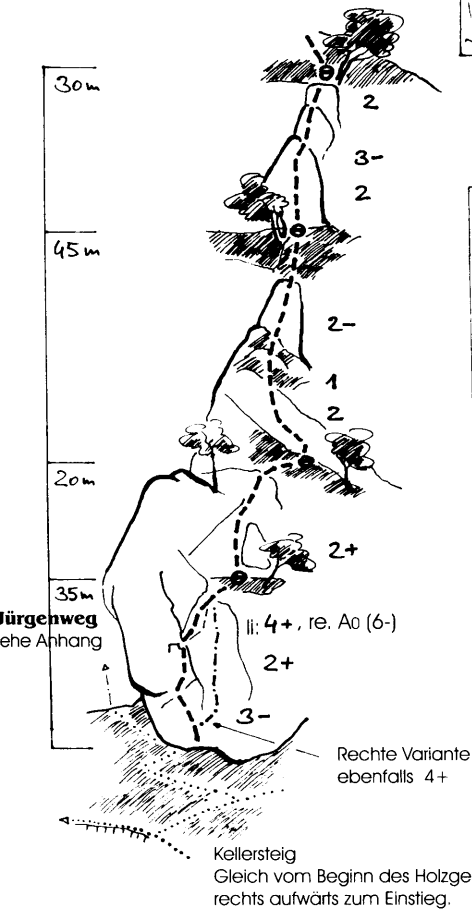 30m
2
3-
2
45m
2-
1
2
20m
2+
35m
Jürgenweg
ehe Anhang
li: 4+, re. A0 (6-)
2+
3-
Rechte Variante
ebenfalls 4+
Kellersteig
Gleich vom Beginn des Holzge
rechts aufwärts zum Einstieg.